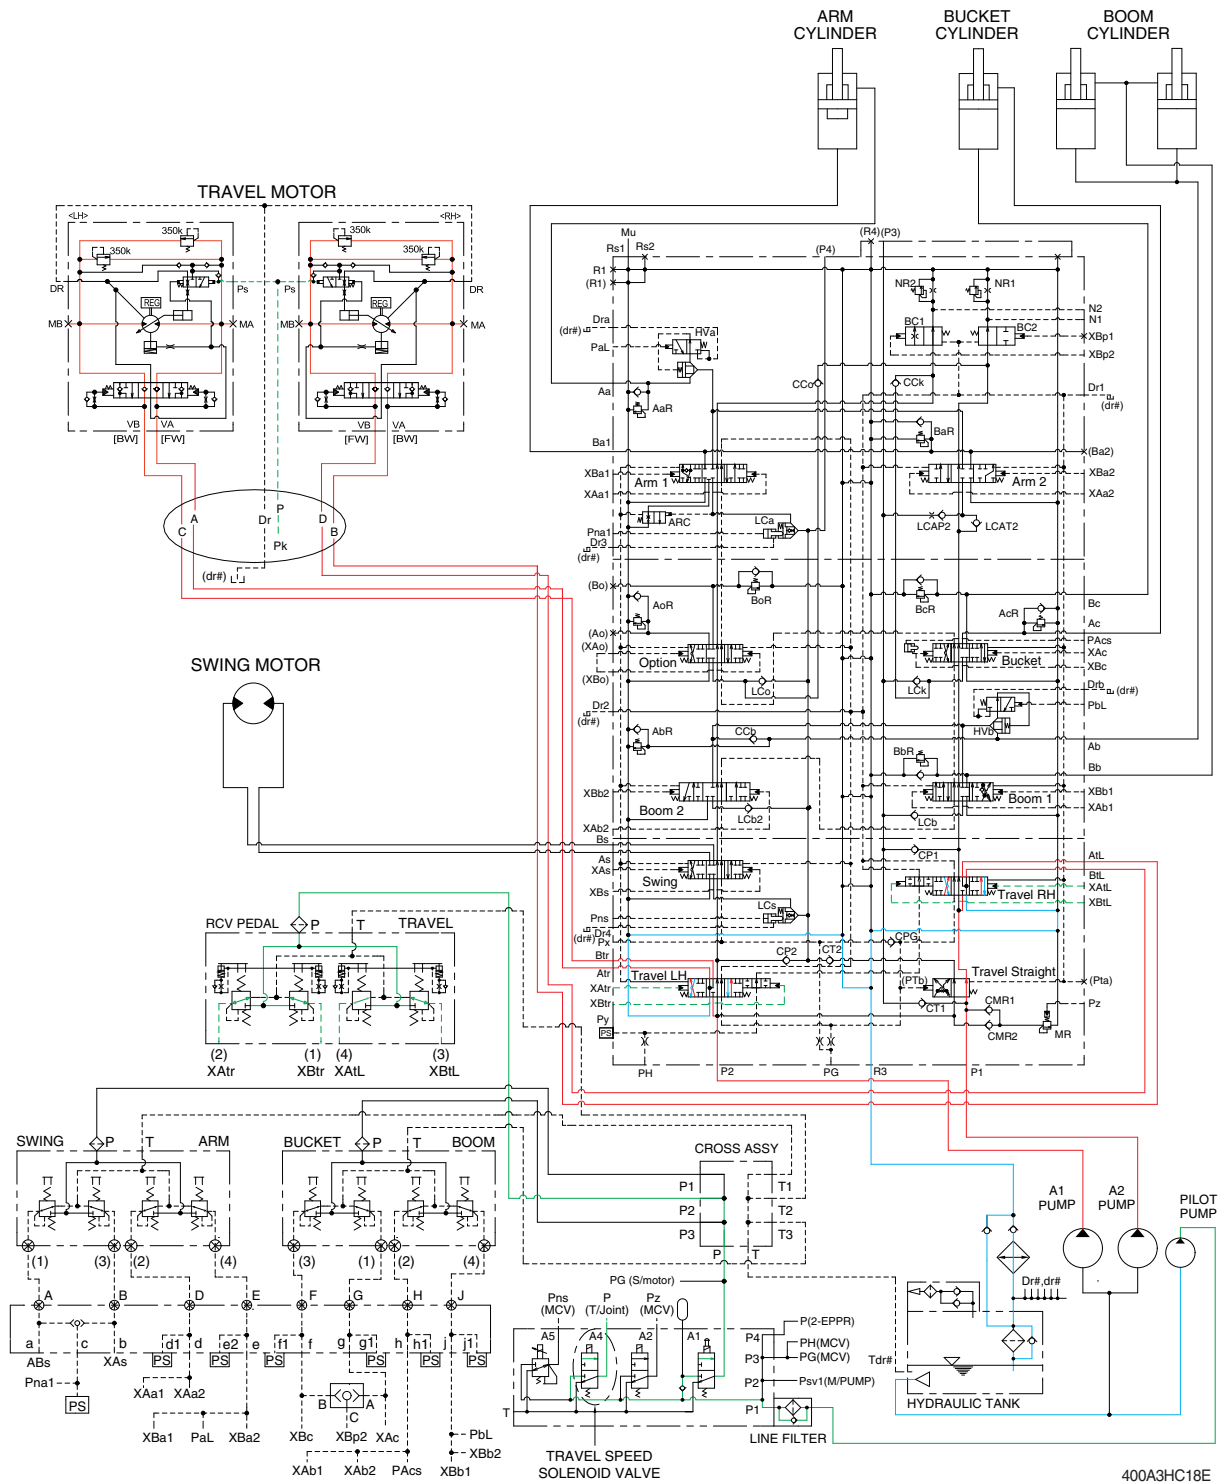 ARM
CYLINDER
BUCKET
CYLINDER
BOOM
CYLINDER
TRAVEL MOTOR
<LH>
<RH>
350k
350k
350k
350k
DR
Ps
Ps
DR
REG
REG
MB
MA
MB
MA
VB
VA
[BW]
[FW]
VB
VA
[FW]
[BW]
A
C
Dr
P
Pk
D
B
(dr#)
SWING MOTOR
Mu
Rs1
Rs2
(P4)
(R4)
(P3)
R1
(R1)
Dra
(dr#)
PaL
HVa
Aa
AaR
Ba1
XBa1
Arm 1
XAa1
ARC
Pna1
Dr3
(dr#)
LCa
(Bo)
BoR
AoR
(Ao)
(XAo)
Option
(XBo)
LCo
Dr2
(dr#)
AbR
CCb
XBb2
Boom 2
LCb2
XAb2
Bs
As
XAs
Swing
XBs
LCs
Pns
(dr#)
Dr4
Px
Btr
CP2
CT2
Atr
Travel LH
XAtr
XBtr
Py
PS
PH
P2
PG
R3
P1
NR2
NR1
N2
N1
BC1
BC2
XBp1
XBp2
CCo
CCk
Dr1
(dr#)
BaR
(Ba2)
XBa2
Arm 2
XAa2
LCAP2
LCAT2
BcR
Bc
AcR
Ac
PAcs
XAc
Bucket
XBc
LCk
Drb
(dr#)
PbL
HVb
Ab
BbR
Bb
XBb1
Boom 1
XAb1
LCb
CP1
AtL
BtL
XAtL
Travel RH
XBtL
CPG
Travel Straight
(PTb)
(Pta)
CT1
CMR1
CMR2
MR
Pz
RCV PEDAL
P
T
TRAVEL
(2)
(1)
(4)
(3)
XAtr
XBtr
XAtL
XBtL
SWING
P
T
ARM
BUCKET
P
T
BOOM
(1)
(3)
(2)
(4)
(3)
(1)
(2)
(4)
A
B
D
E
F
G
H
J
a
c
b
d1
d
e2
e
f1
f
g
g1
h
h1
j
j1
ABs
XAs
PS
PS
PS
PS
PS
PS
Pna1
PS
XAa1
XAa2
XBa1
PaL
XBa2
B
A
C
XBc
XBp2
XAc
XAb1
XAb2
PAcs
PbL
XBb2
XBb1
CROSS ASSY
P1
T1
P2
T2
P3
T3
P
T
PG (S/motor)
Pns
(MCV)
P
(T/Joint)
Pz
(MCV)
A5
A4
A2
A1
P(2-EPPR)
P4
PH(MCV)
P3
PG(MCV)
P2
Psv1(M/PUMP)
P1
T
LINE FILTER
TRAVEL SPEED
SOLENOID VALVE
A1
PUMP
A2
PUMP
PILOT
PUMP
Dr#,dr#
Tdr#
HYDRAULIC TANK
400A3HC18E